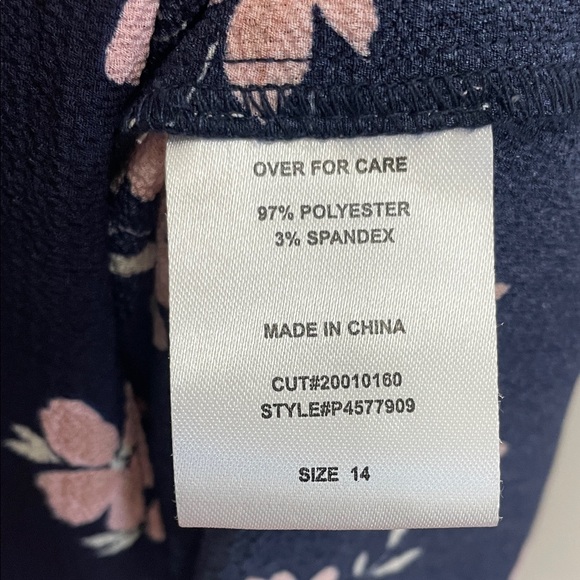 OVER FOR CARE
97% POLYESTER
3% SPANDEX
MADE IN CHINA
CUT#20010160
STYLE#P4577909
SIZE 14